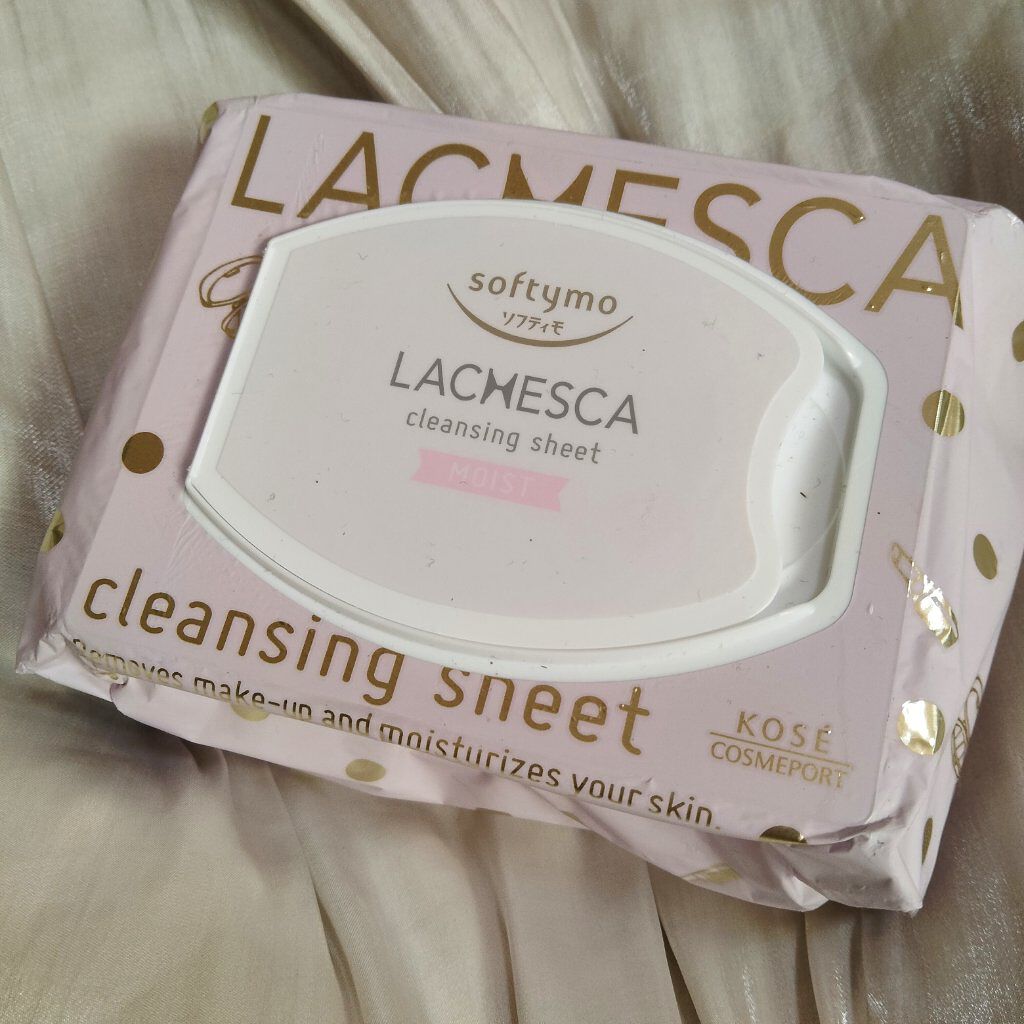 LACHESCA
softymo
ソフティモ
LACHESCA
cleansing sheet
MOIST
cleansing sheet
Removes make-up and moisturizes your skin.
KOSÉ
COSMEPORT